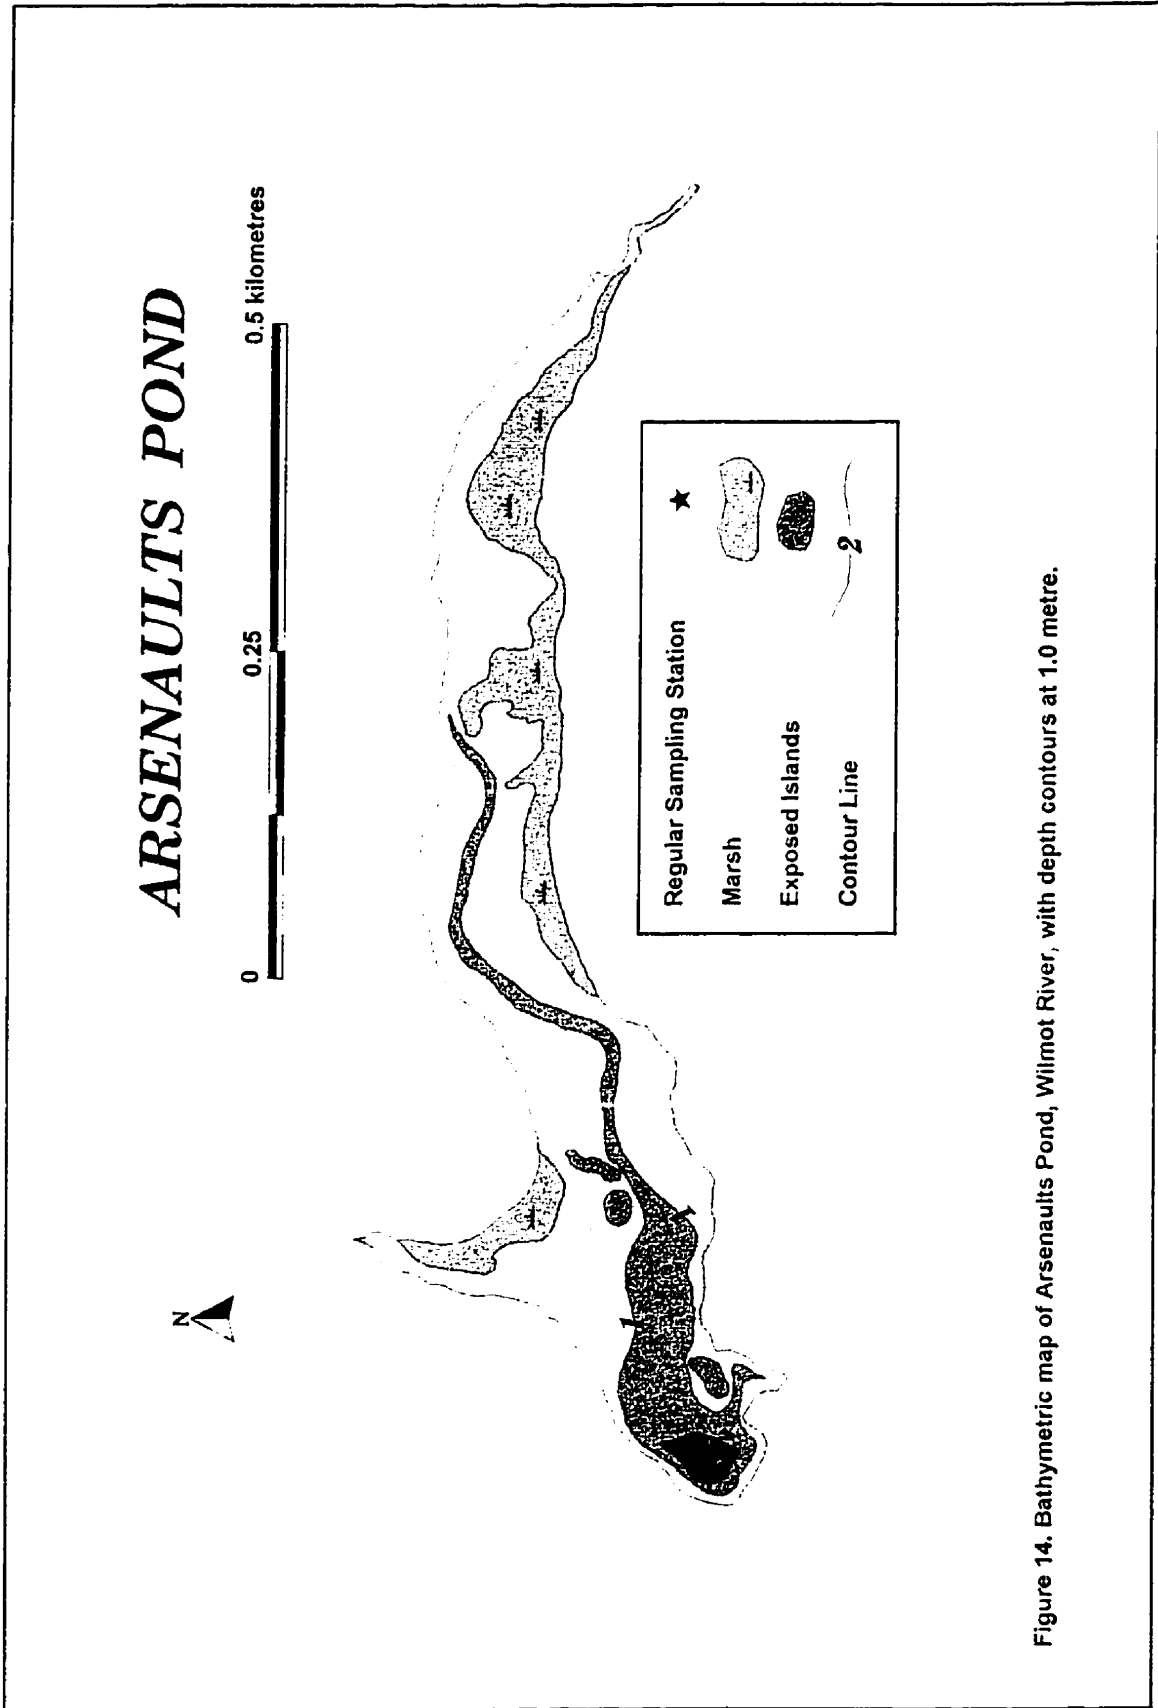 ARSENAULTS POND
0 0.25 0.5 kilometres
N
1
1
Regular Sampling Station
Marsh
Exposed Islands
Contour Line
2
Figure 14. Bathymetric map of Arsenaults Pond, Wilmot River, with depth contours at 1.0 metre.